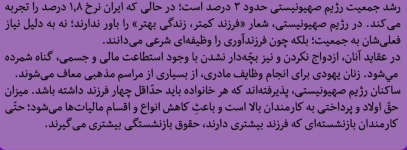 رشد جمعیت رژیم صهیونیستی حدود ۳ درصد است؛ در حالی که ایران نرخ ۱,۸ درصد را تجربه
می‌کند. در رژیم صهیونیستی، شعار «فرزند کمتر، زندگی بهتر» را باور ندارند؛ نه به دلیل نیاز
فعلی‌شان به جمعیت؛ بلکه چون فرزندآوری را وظیفه‌ای شرعی می‌دانند.
در عقاید آنان، ازدواج نکردن و نیز بچّه‌دار نشدن با وجود استطاعت مالی و جسمی، گناه شمرده
می‌شود. زنان یهودی برای انجام وظایف مادری، از بسیاری از مراسم مذهبی معاف می‌شوند.
ساکنان رژیم صهیونیستی، پذیرفته‌اند که هر خانواده باید حدّاقل چهار فرزند داشته باشد. میزان
حقّ اولاد و پرداختی به کارمندان بالا است و باعثِ کاهش انواع و اقسام مالیات‌ها می‌شود؛ حتّی
کارمندان بازنشسته‌ای که فرزند بیشتری دارند، حقوق بازنشستگی بیشتری می‌گیرند.